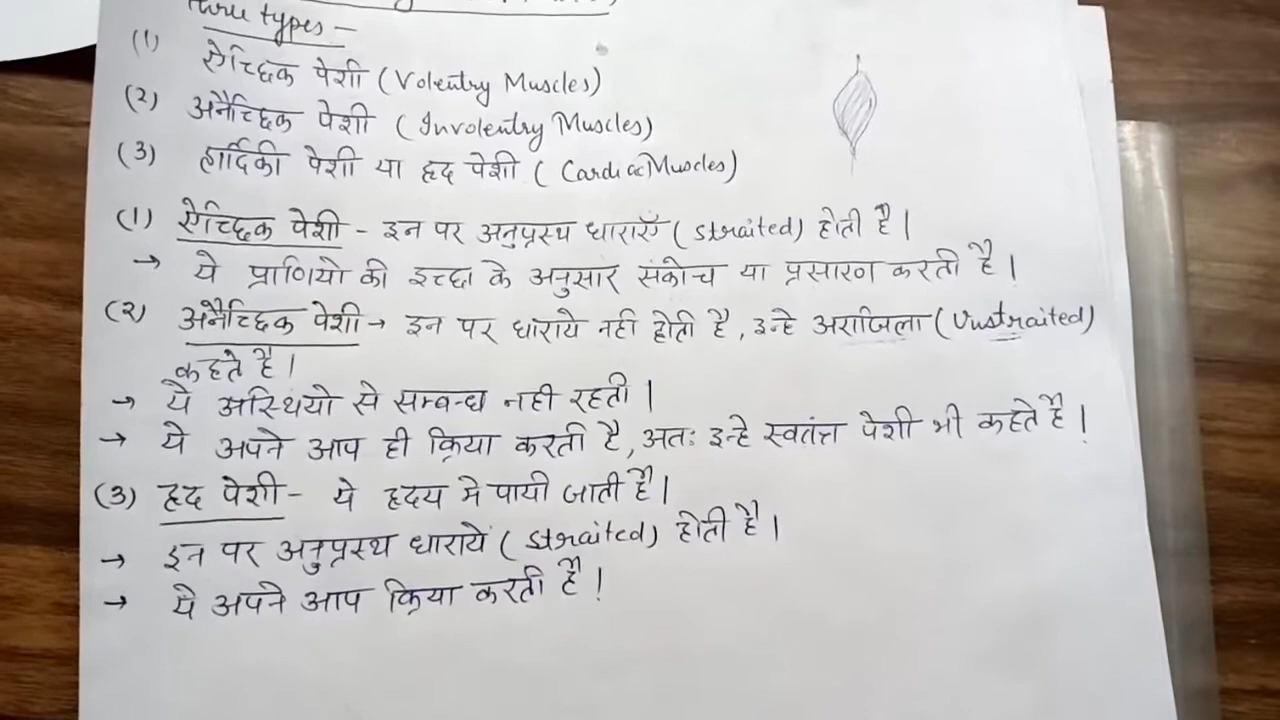 three types –
(1) ऐच्छिक पेशी (Volentry Muscles)
(2) अनैच्छिक पेशी (Involentry Muscles)
(3) हार्दिकी पेशी या हृद पेशी (Cardiac Muscles)
(1) ऐच्छिक पेशी - इन पर अनुप्रस्थ धाराएँ (Straited) होती है।
→ ये प्राणियो की इच्छा के अनुसार संकोच या प्रसारण करती है।
(2) अनैच्छिक पेशी → इन पर धाराये नही होती है, इन्हे अराजिला (Unstraited)
कहते है।
→ ये अस्थियो से सम्बन्ध नही रहती।
→ ये अपने आप ही क्रिया करती है, अतः इन्हे स्वतंत्त पेशी भी कहते है!
(3) हृद पेशी - ये हृदय मे पायी जाती है।
→ इन पर अनुप्रस्थ धाराये (Straited) होती है।
→ ये अपने आप क्रिया करती है!